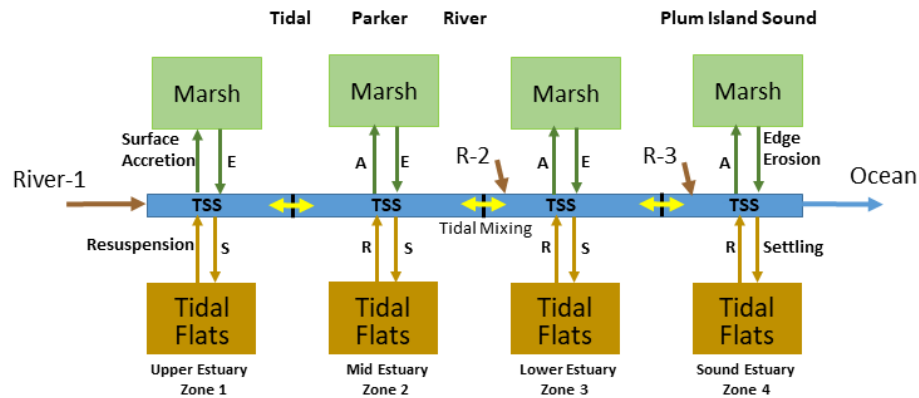 Tidal Parker River Plum Island Sound
Marsh Marsh Marsh Marsh
Surface
Accretion
E A E A E A
Edge
Erosion
River-1 R-2 R-3 Ocean
TSS TSS TSS TSS
Tidal Mixing
Resuspension S R S R S R Settling
Tidal
Flats
Tidal
Flats
Tidal
Flats
Tidal
Flats
Upper Estuary
Zone 1
Mid Estuary
Zone 2
Lower Estuary
Zone 3
Sound Estuary
Zone 4